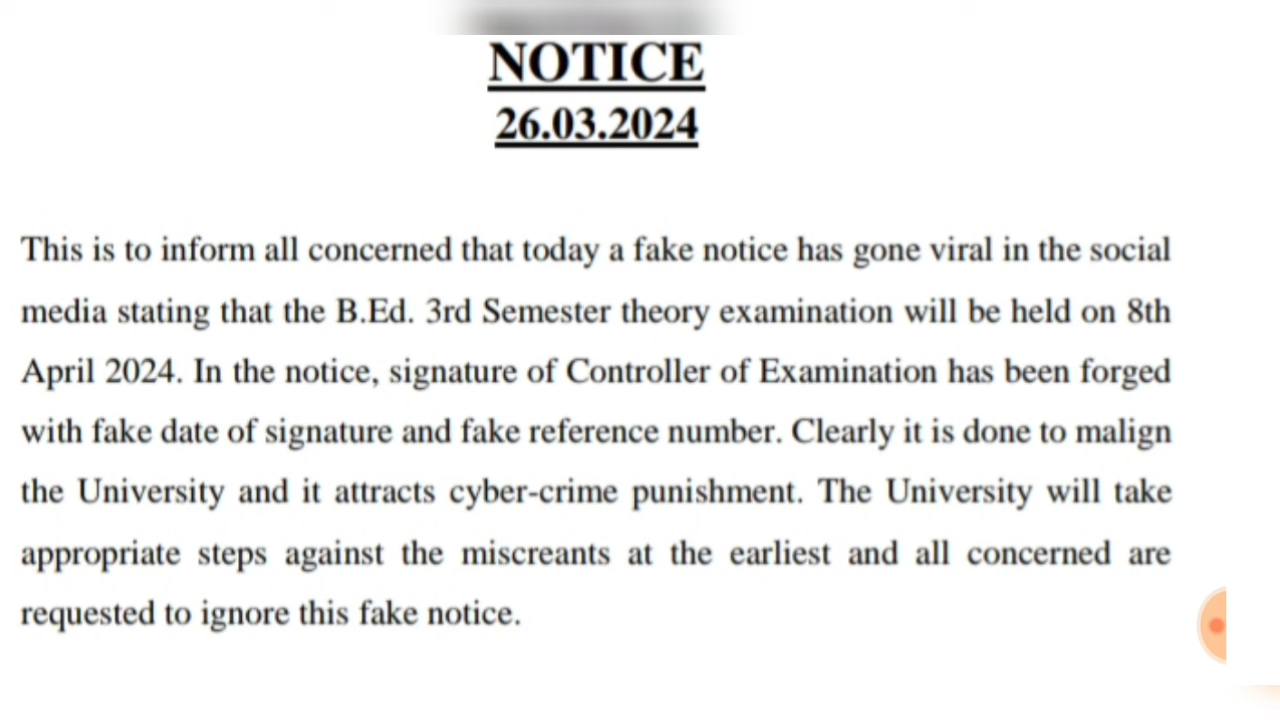 NOTICE
26.03.2024
This is to inform all concerned that today a fake notice has gone viral in the social
media stating that the B.Ed. 3rd Semester theory examination will be held on 8th
April 2024. In the notice, signature of Controller of Examination has been forged
with fake date of signature and fake reference number. Clearly it is done to malign
the University and it attracts cyber-crime punishment. The University will take
appropriate steps against the miscreants at the earliest and all concerned are
requested to ignore this fake notice.